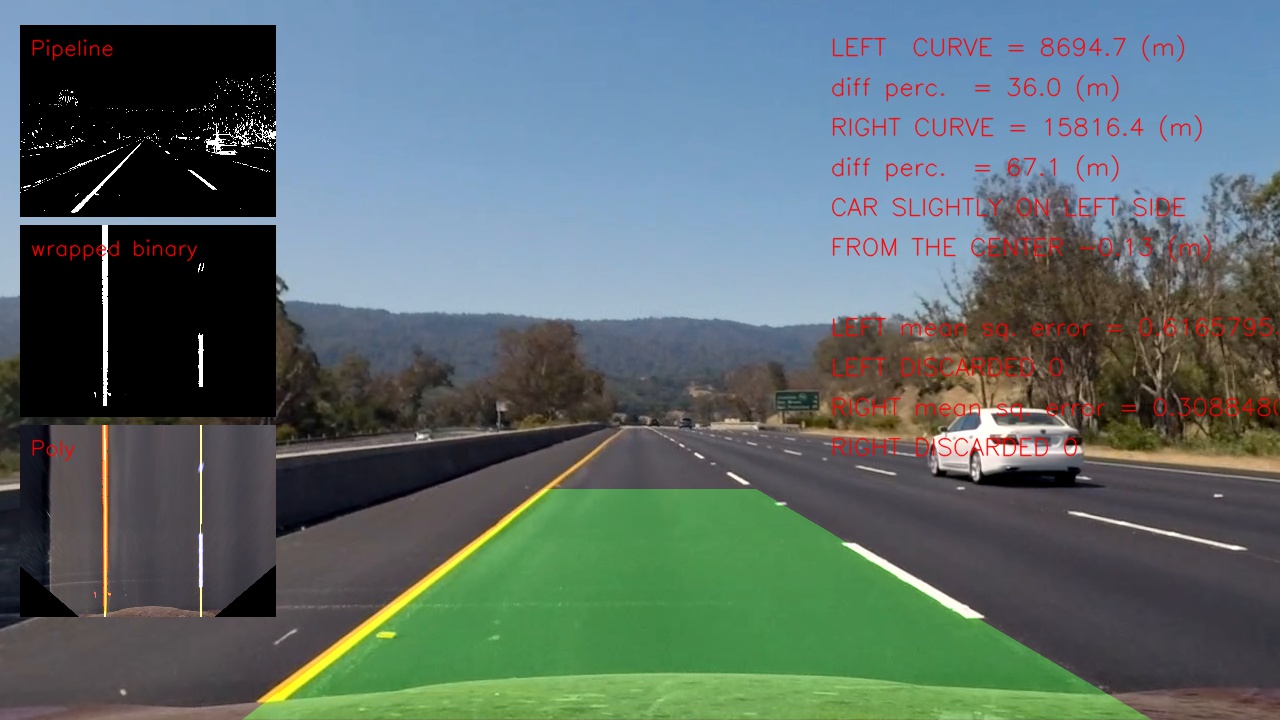 Pipeline
wrapped binary
Poly
LEFT  CURVE = 8694.7 (m)
diff perc.  = 36.0 (m)
RIGHT CURVE = 15816.4 (m)
diff perc.  = 67.1 (m)
CAR SLIGHTLY ON LEFT SIDE
FROM THE CENTER -0.13 (m)
LEFT mean sq. error = 0.6165795
LEFT DISCARDED 0
RIGHT mean sq. error = 0.3088480
RIGHT DISCARDED 0